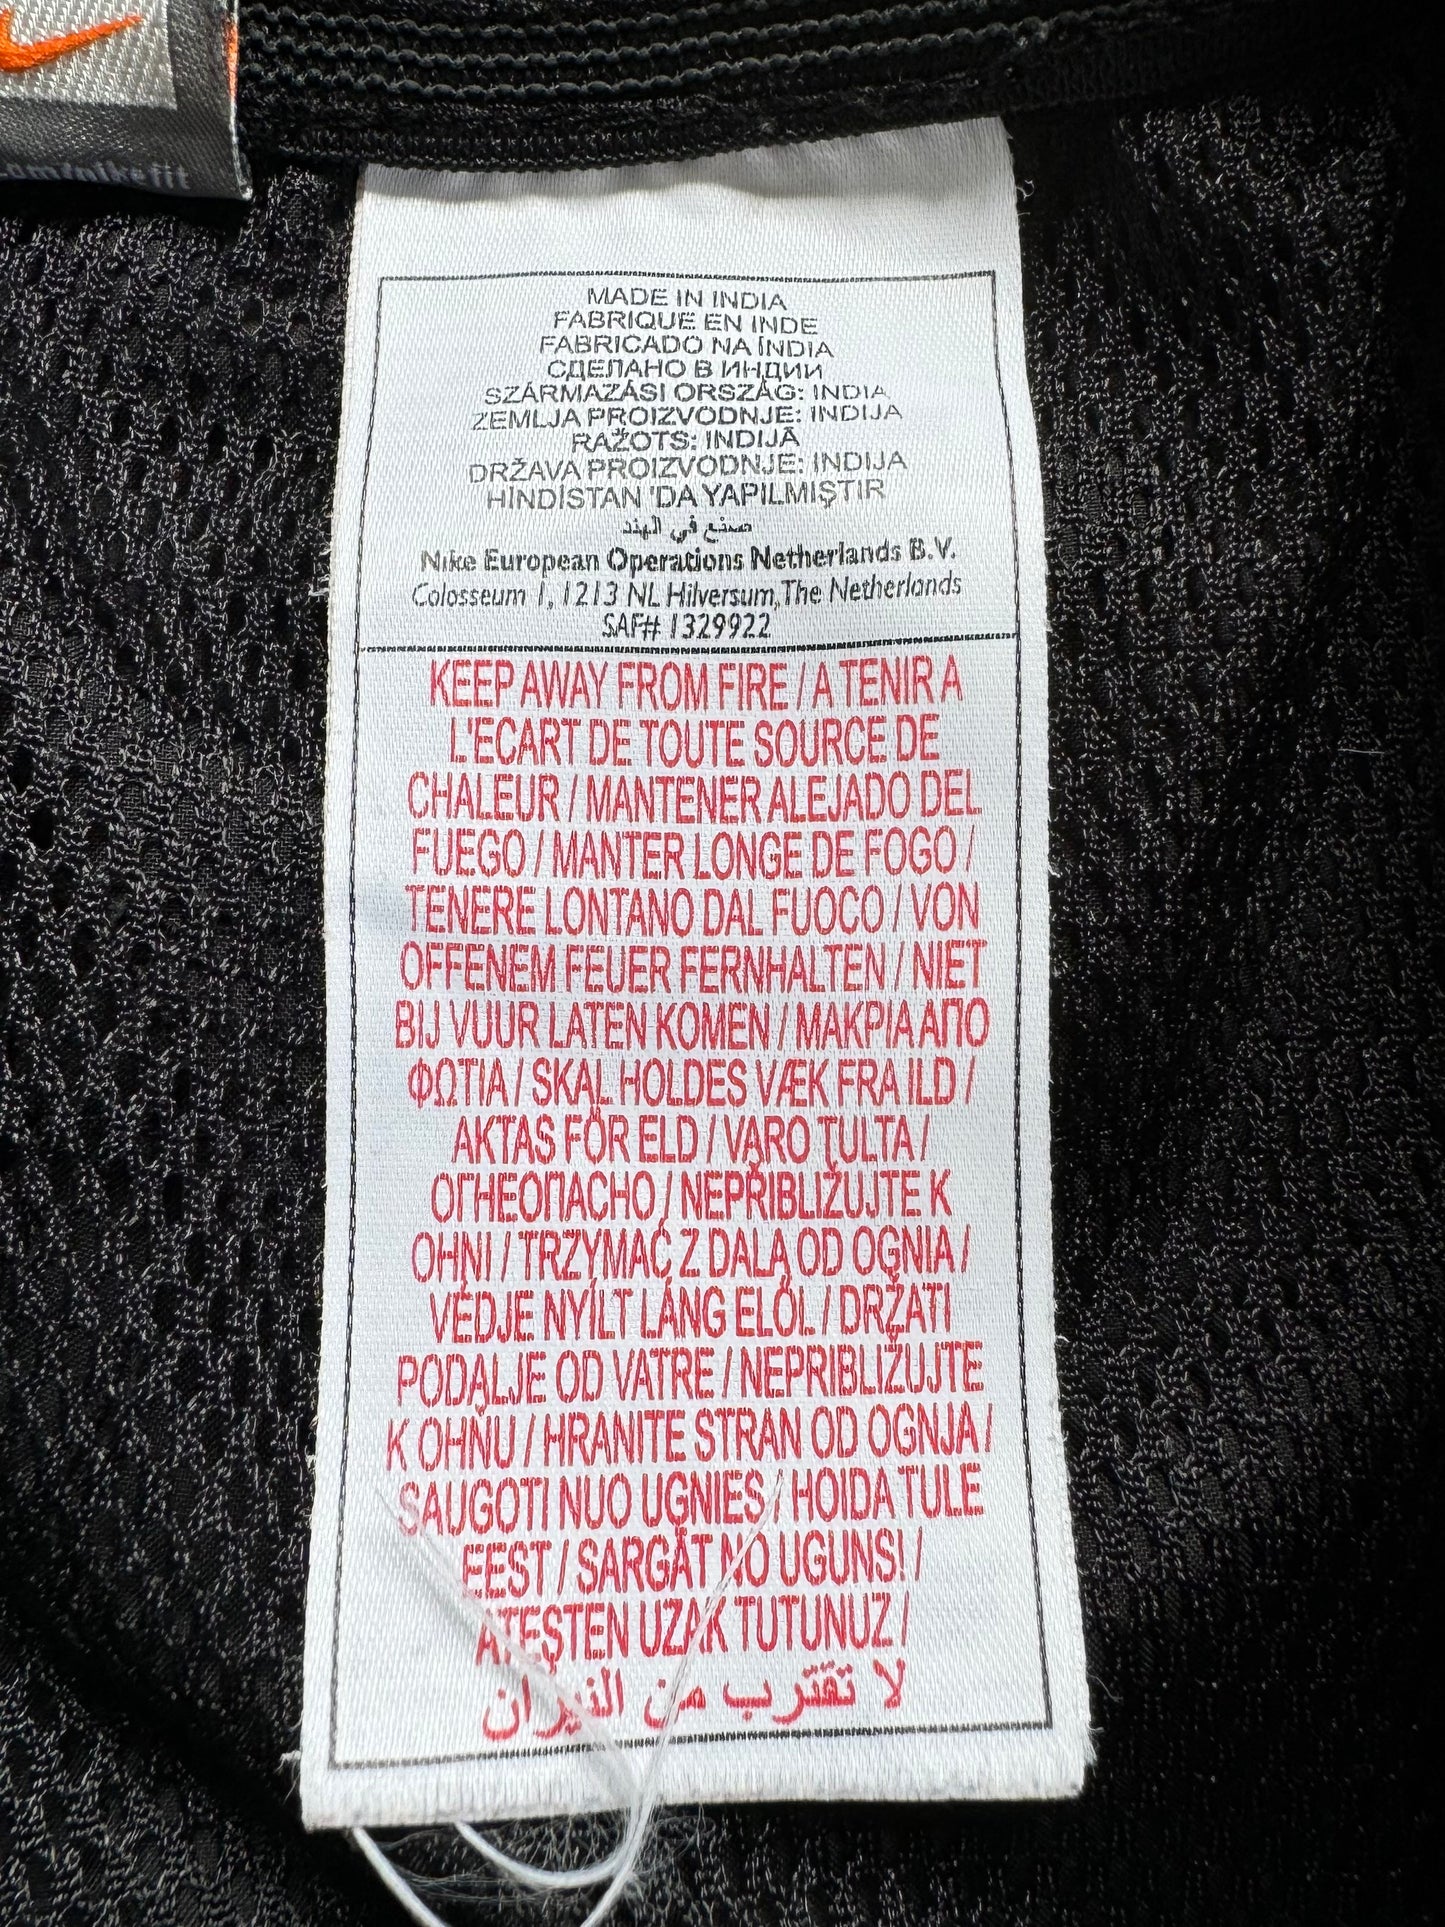 om/nikefit
MADE IN INDIA
FABRIQUE EN INDE
FABRICADO NA ÍNDIA
СДЕЛАНО В ИНДИИ
SZÁRMAZÁSI ORSZÁG: INDIA
ZEMLJA PROIZVODNJE: INDIJA
RAŽOTS: INDIJĀ
DRŽAVA PROIZVODNJE: INDIJA
HİNDİSTAN 'DA YAPILMIŞTIR
صنع في الهند
Nike European Operations Netherlands B.V.
Colosseum 1, 1213 NL Hilversum, The Netherlands
SAF# 1329922
KEEP AWAY FROM FIRE / A TENIR A
L'ECART DE TOUTE SOURCE DE
CHALEUR / MANTENER ALEJADO DEL
FUEGO / MANTER LONGE DE FOGO /
TENERE LONTANO DAL FUOCO / VON
OFFENEM FEUER FERNHALTEN / NIET
BIJ VUUR LATEN KOMEN / ΜΑΚΡΙΑ ΑΠΟ
ΦΩΤΙΑ / SKAL HOLDES VÆK FRA ILD /
AKTAS FÖR ELD / VARO TULTA /
ОГНЕОПАСНО / NEPŘIBLIŽUJTE K
OHNI / TRZYMAĆ Z DALA OD OGNIA /
VÉDJE NYÍLT LÁNG ELŐL / DRŽATI
PODALJE OD VATRE / NEPRIBLIŽUJTE
K OHŇU / HRANITE STRAN OD OGNJA /
SAUGOTI NUO UGNIES / HOIDA TULE
EEST / SARGĀT NO UGUNS! /
ATEŞTEN UZAK TUTUNUZ /
لا تقترب من النيران